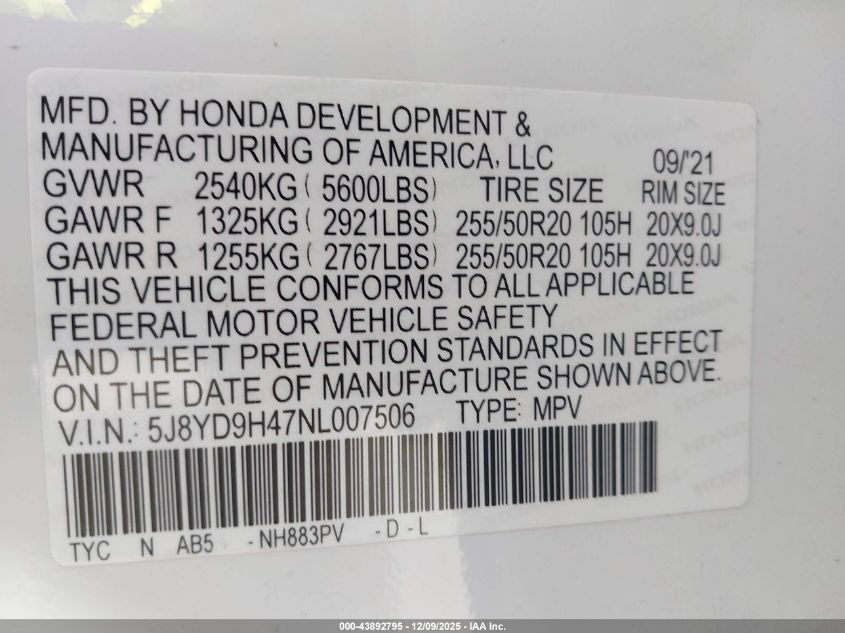 MFD. BY HONDA DEVELOPMENT &
MANUFACTURING OF AMERICA, LLC 09/'21
GVWR 2540KG ( 5600LBS) TIRE SIZE RIM SIZE
GAWR F 1325KG ( 2921LBS) 255/50R20 105H 20X9.0J
GAWR R 1255KG ( 2767LBS) 255/50R20 105H 20X9.0J
THIS VEHICLE CONFORMS TO ALL APPLICABLE
FEDERAL MOTOR VEHICLE SAFETY
AND THEFT PREVENTION STANDARDS IN EFFECT
ON THE DATE OF MANUFACTURE SHOWN ABOVE.
V.I.N.: 5J8YD9H47NL007506 TYPE: MPV
TYC N AB5 - NH883PV - D - L
000-43892795 - 12/09/2025 - IAA Inc.